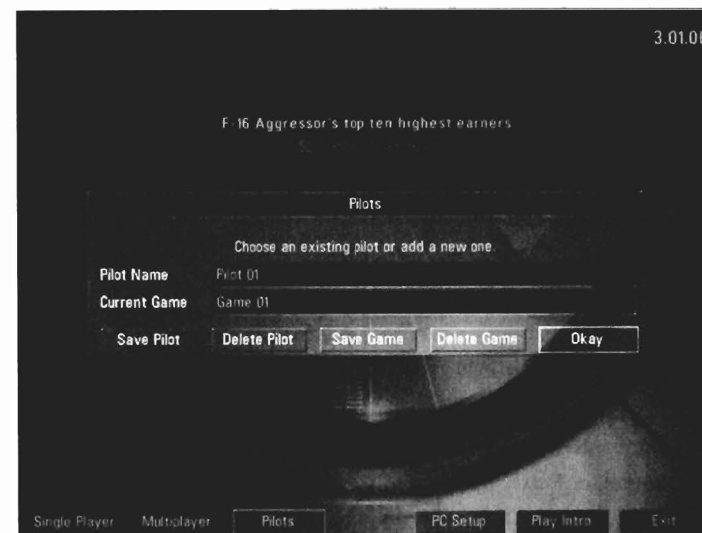 3.01.0
F-16 Aggressor's top ten highest earners
Pilots
Choose an existing pilot or add a new one.
Pilot Name Pilot 01
Current Game Game 01
Save Pilot Delete Pilot Save Game Delete Game Okay
Single Player Multiplayer Pilots PC Setup Play Intro Exit